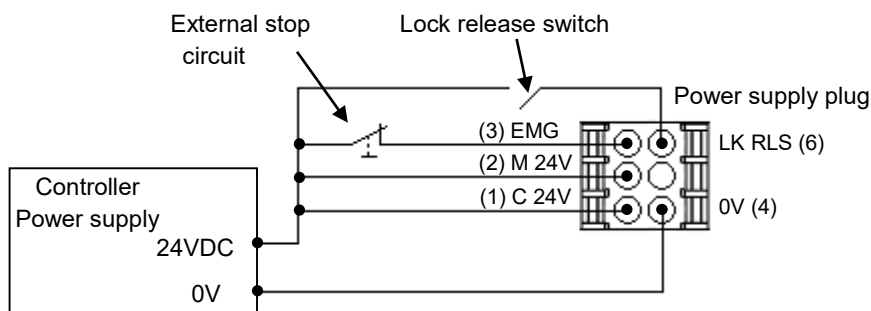 External stop
circuit
Lock release switch
Power supply plug
(3) EMG
LK RLS (6)
(2) M 24V
(1) C 24V
0V (4)
Controller
Power supply
24VDC
0V